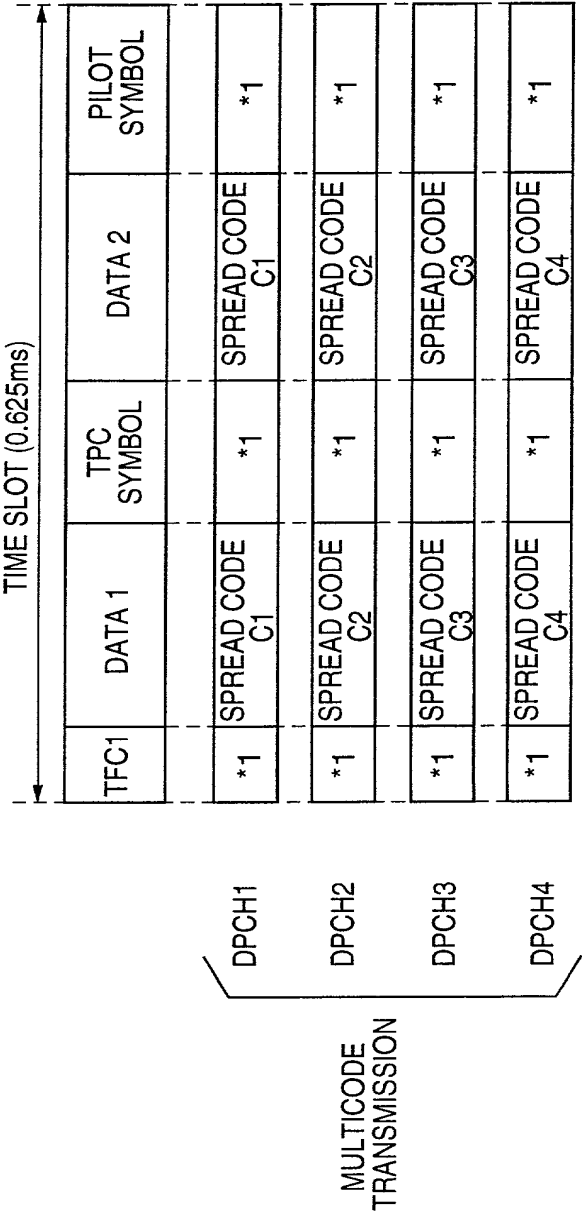 TIME SLOT (0.625ms)
TFC1 DATA 1 TPC SYMBOL DATA 2 PILOT SYMBOL
MULTICODE TRANSMISSION
DPCH1 *1 SPREAD CODE C1 *1 SPREAD CODE C1 *1
DPCH2 *1 SPREAD CODE C2 *1 SPREAD CODE C2 *1
DPCH3 *1 SPREAD CODE C3 *1 SPREAD CODE C3 *1
DPCH4 *1 SPREAD CODE C4 *1 SPREAD CODE C4 *1